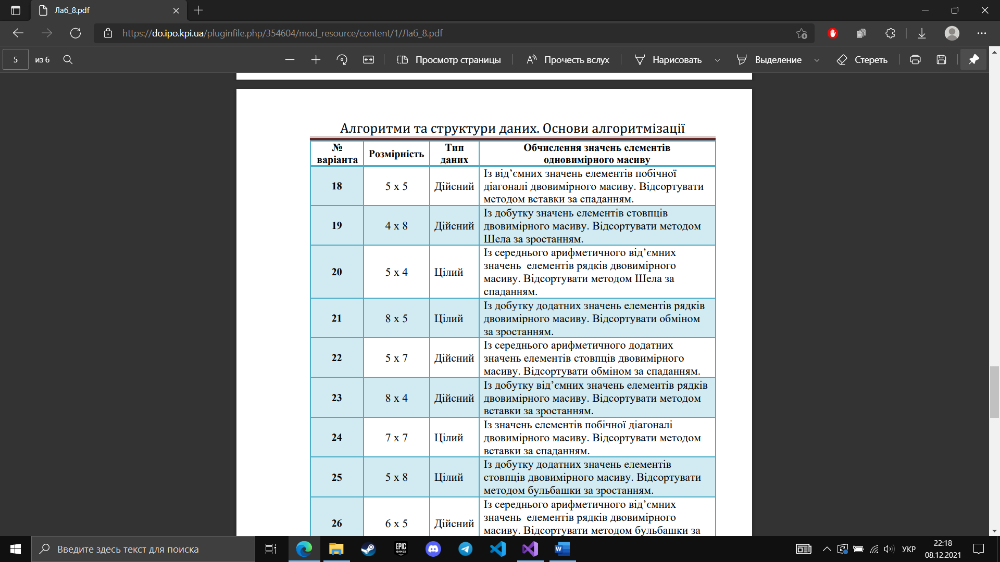 Лаб_8.pdf
https://do.ipo.kpi.ua/pluginfile.php/354604/mod_resource/content/1/Лаб_8.pdf
5 из 6 Просмотр страницы Прочесть вслух Нарисовать Выделение Стереть
Алгоритми та структури даних. Основи алгоритмізації
№ варіанта Розмірність Тип даних Обчислення значень елементів одновимірного масиву
18 5 x 5 Дійсний Із від’ємних значень елементів побічної
діагоналі двовимірного масиву. Відсортувати
методом вставки за спаданням.
19 4 x 8 Дійсний Із добутку значень елементів стовпців
двовимірного масиву. Відсортувати методом
Шела за зростанням.
20 5 x 4 Цілий Із середнього арифметичного від’ємних
значень елементів рядків двовимірного
масиву. Відсортувати методом Шела за
спаданням.
21 8 x 5 Цілий Із добутку додатних значень елементів рядків
двовимірного масиву. Відсортувати обміном
за зростанням.
22 5 x 7 Дійсний Із середнього арифметичного додатних
значень елементів стовпців двовимірного
масиву. Відсортувати обміном за спаданням.
23 8 x 4 Дійсний Із добутку від’ємних значень елементів рядків
двовимірного масиву. Відсортувати методом
вставки за зростанням.
24 7 x 7 Цілий Із значень елементів побічної діагоналі
двовимірного масиву. Відсортувати методом
вставки за спаданням.
25 5 x 8 Цілий Із добутку додатних значень елементів
стовпців двовимірного масиву. Відсортувати
методом бульбашки за зростанням.
26 6 x 5 Дійсний Із середнього арифметичного від’ємних
значень елементів рядків двовимірного
масиву. Відсортувати методом бульбашки за
Введите здесь текст для поиска
EPIC
GAMES
W
УКР
22:18
08.12.2021